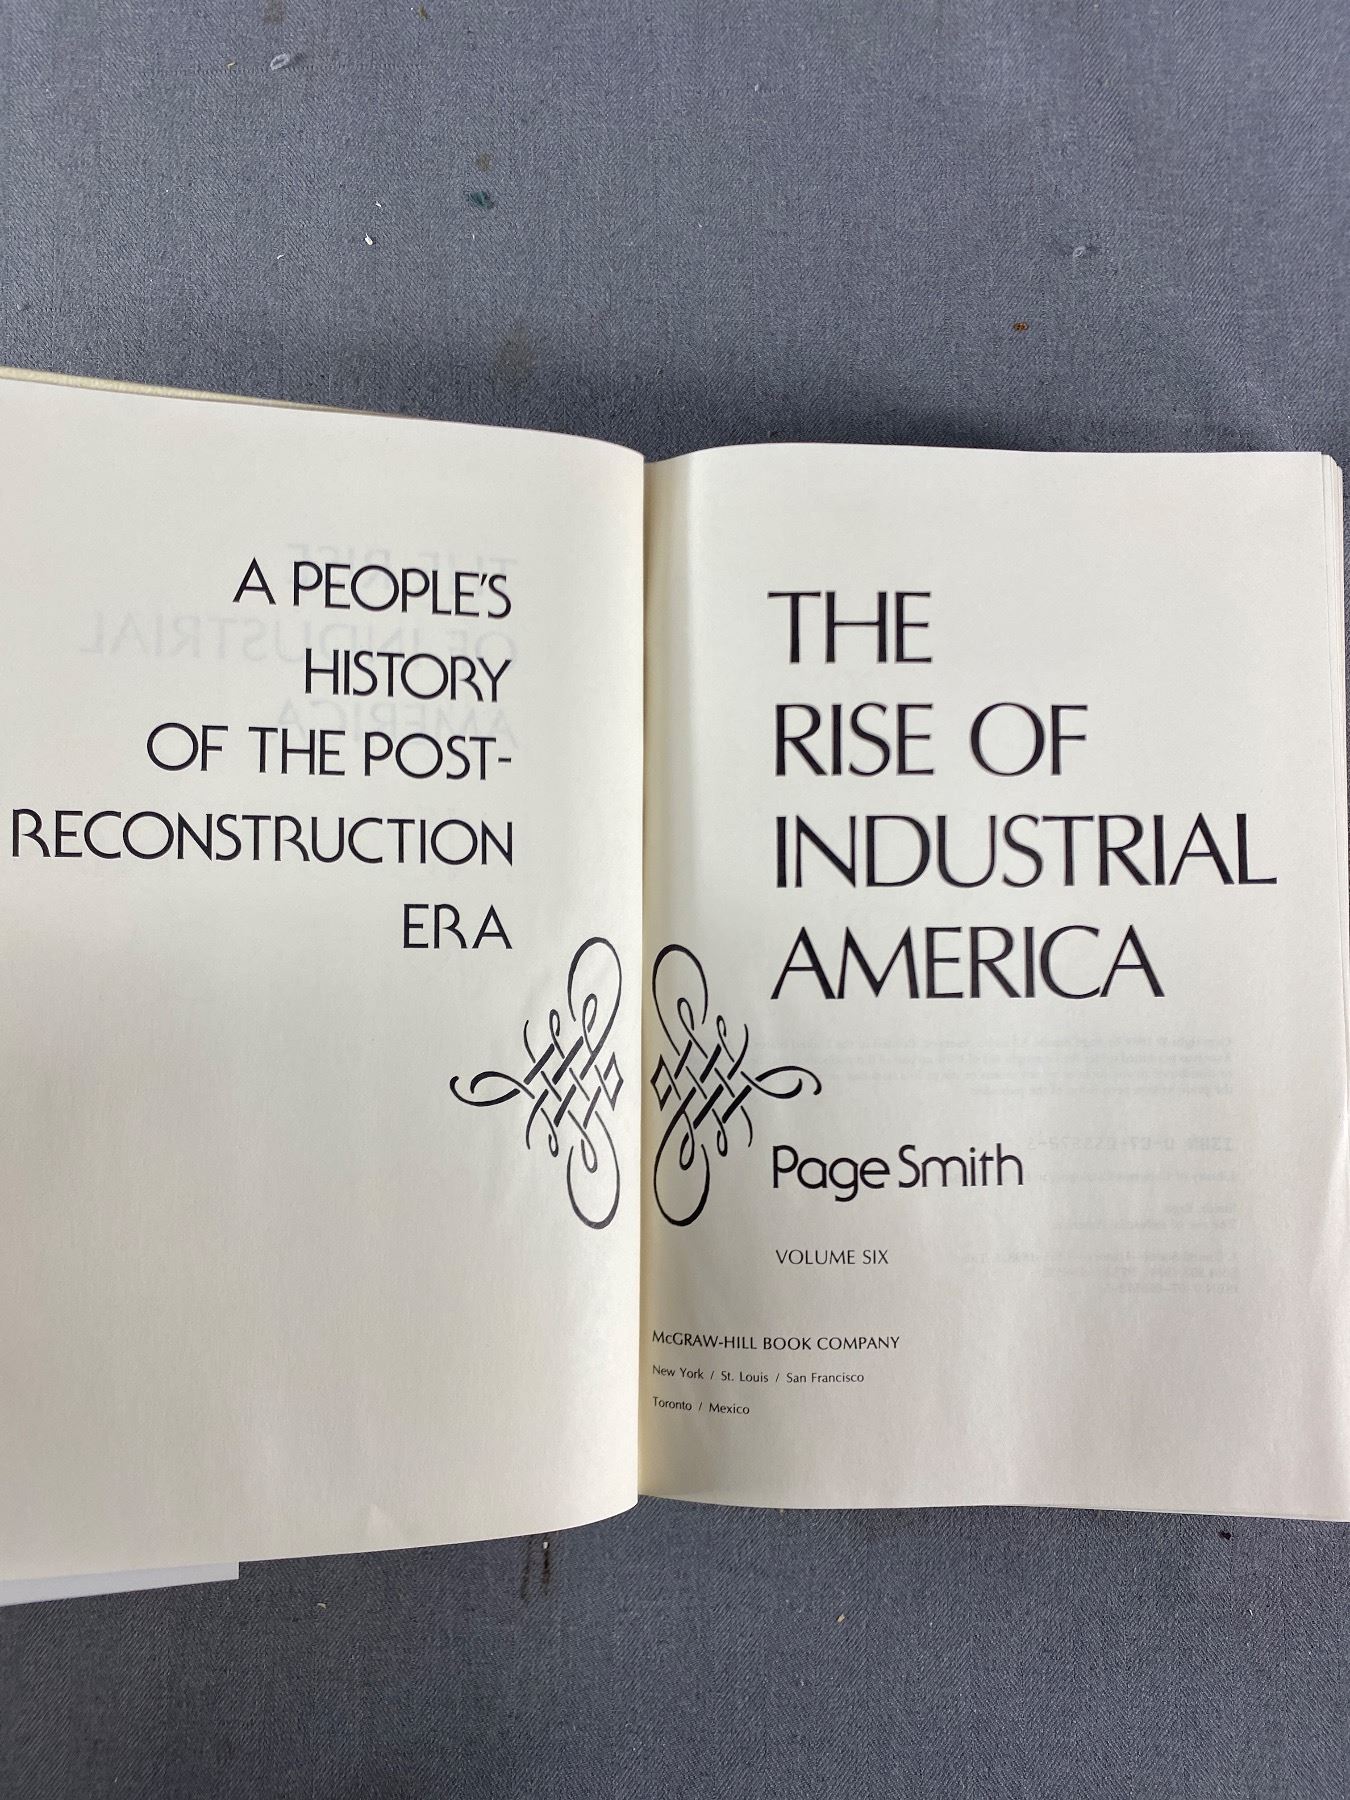 A PEOPLE'S
HISTORY
OF THE POST-
RECONSTRUCTION
ERA
THE
RISE OF
INDUSTRIAL
AMERICA
Page Smith
VOLUME SIX
McGRAW-HILL BOOK COMPANY
New York / St. Louis / San Francisco
Toronto / Mexico